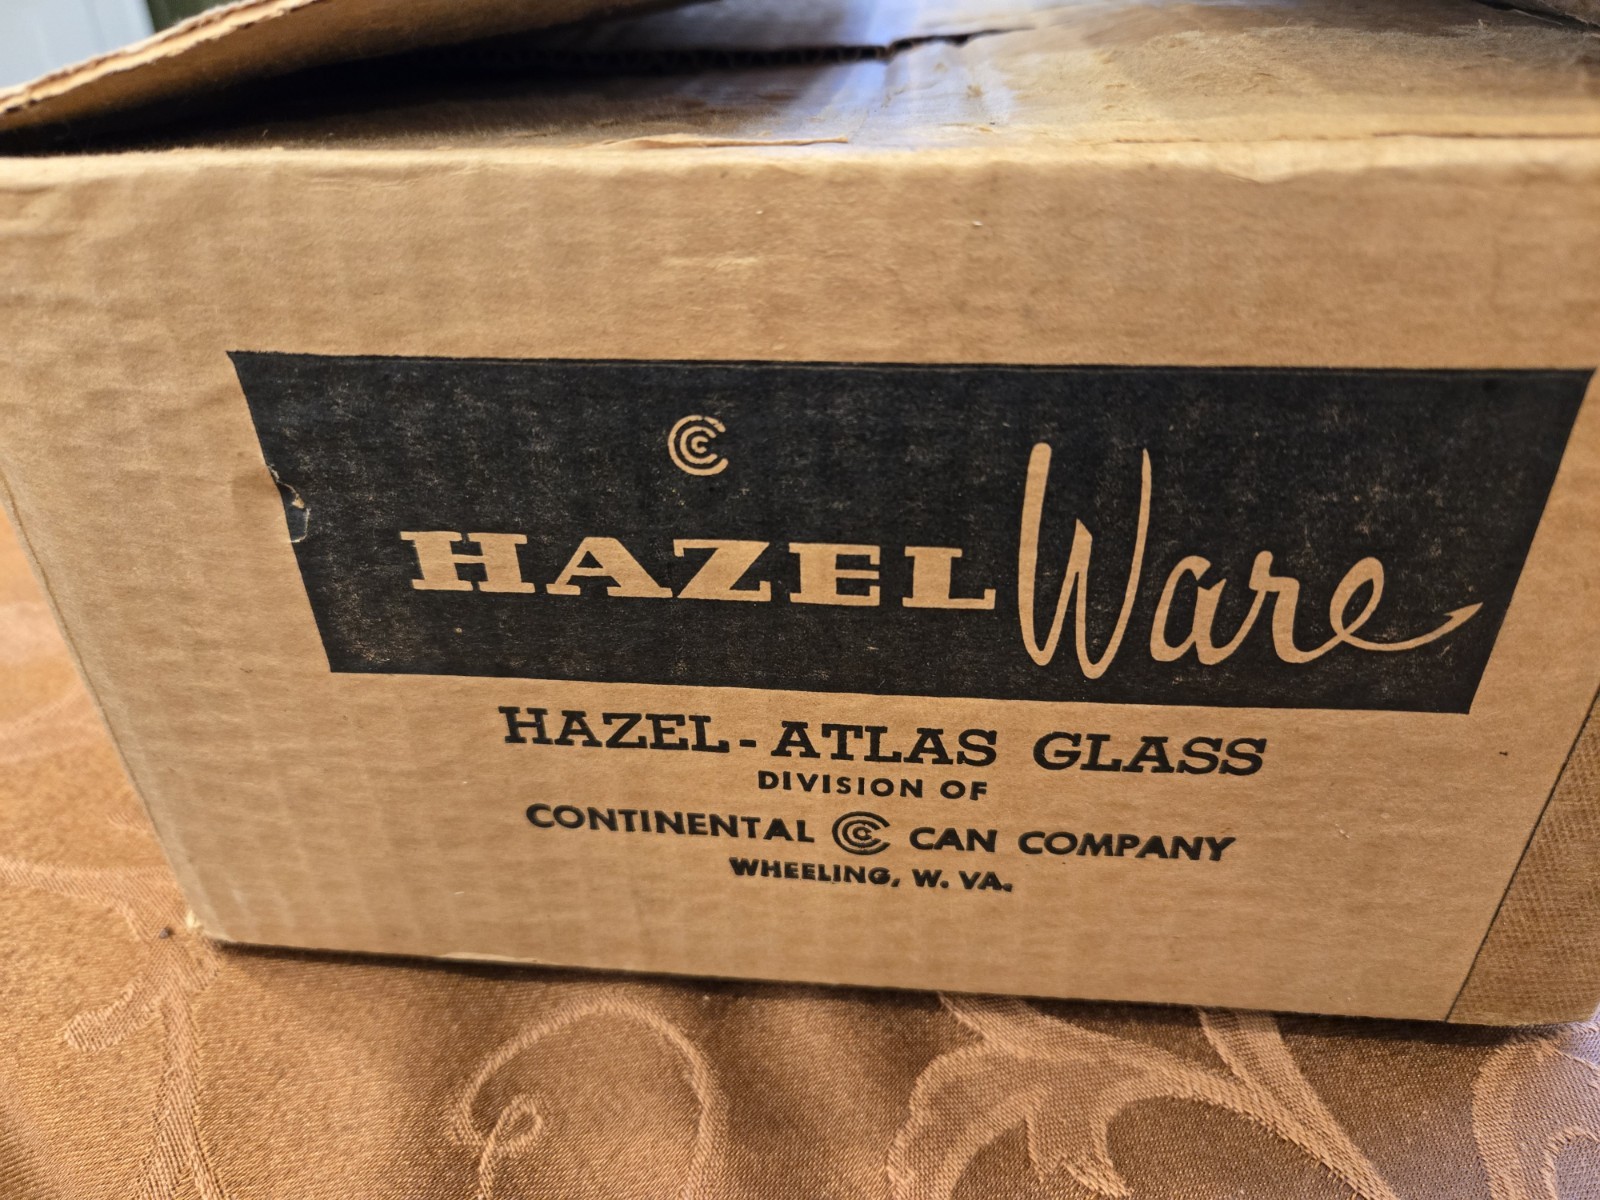 HAZEL Ware
HAZEL-ATLAS GLASS
DIVISION OF
CONTINENTAL CAN COMPANY
WHEELING, W. VA.